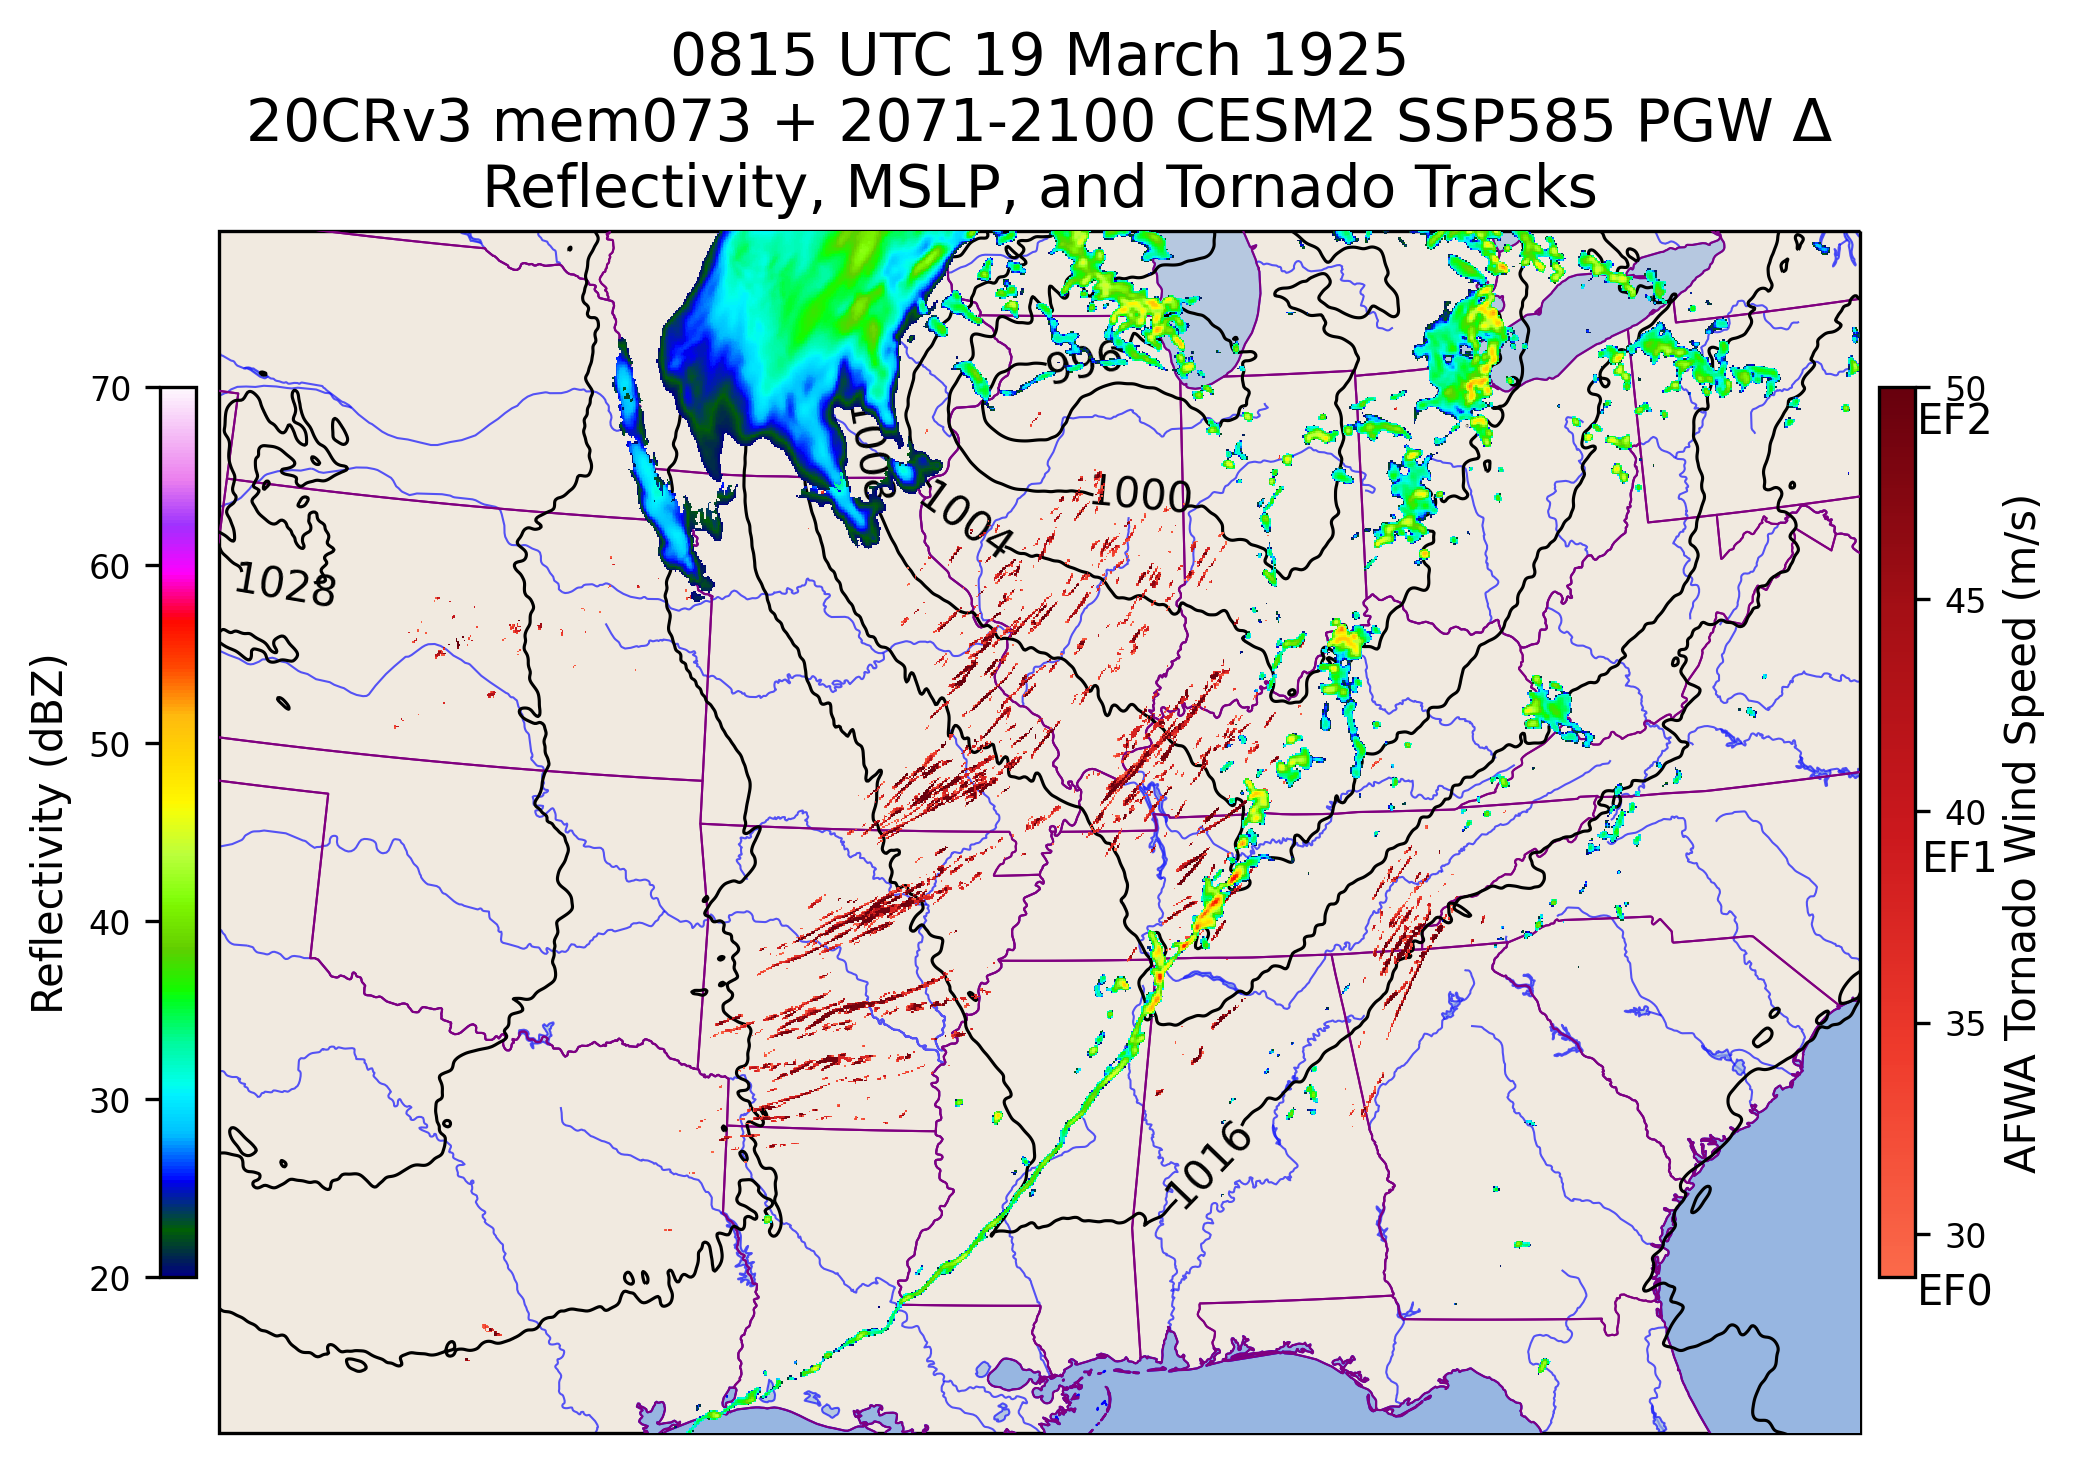 0815 UTC 19 March 1925
20CRv3 mem073 + 2071-2100 CESM2 SSP585 PGW Δ
Reflectivity, MSLP, and Tornado Tracks
Reflectivity (dBZ)
70
60
50
40
30
20
996
1000
1004
1008
1028
1016
50
EF2
45
40
EF1
35
30
EF0
AFWA Tornado Wind Speed (m/s)